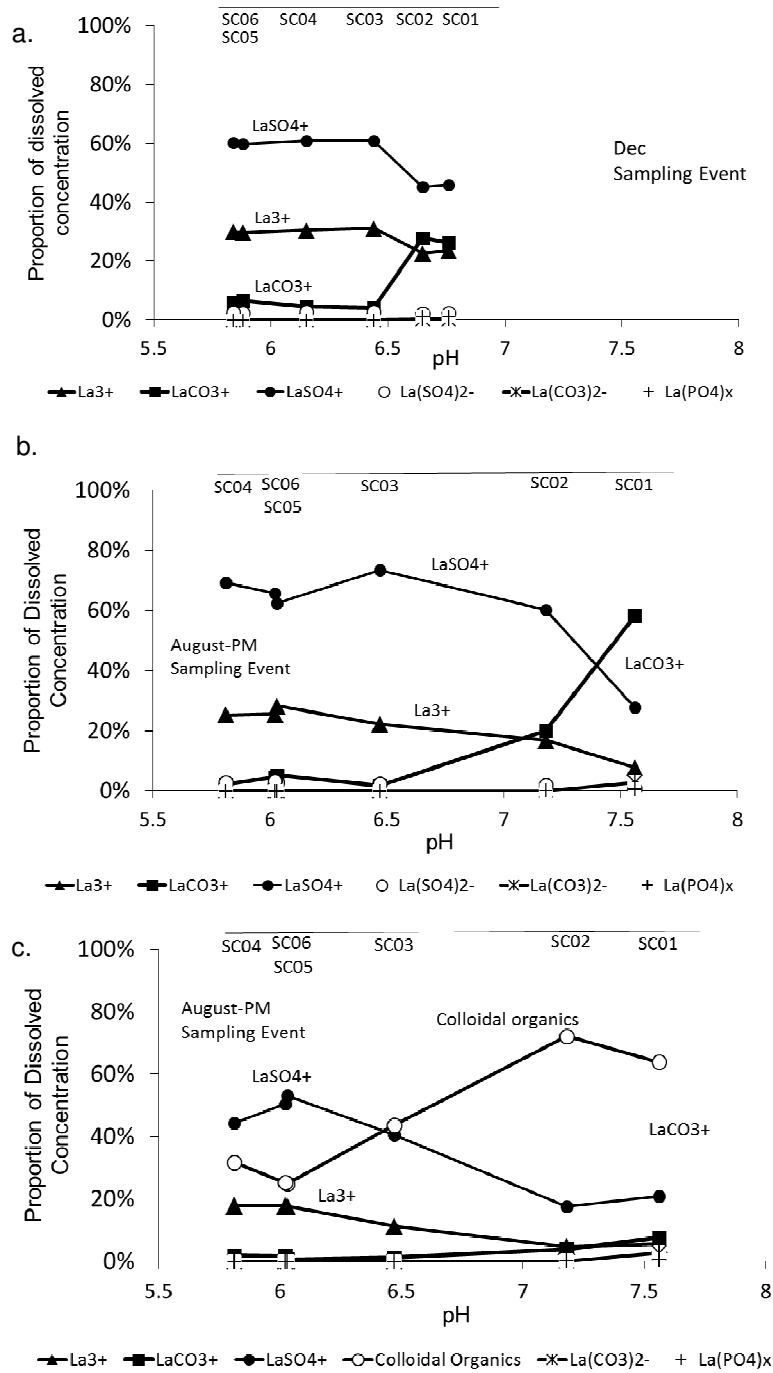 a.
SC06 SC04 SC03 SC02 SC01
SC05
100%
80%
60%
40%
20%
0%
Proportion of dissolved
concentration
LaSO4+
La3+
LaCO3+
Dec
Sampling Event
5.5 6 6.5 7 7.5 8
pH
La3+ LaCO3+ LaSO4+ La(SO4)2- La(CO3)2- La(PO4)x
b.
SC04 SC06 SC03 SC02 SC01
SC05
100%
80%
60%
40%
20%
0%
Proportion of Dissolved
Concentration
LaSO4+
August-PM
Sampling Event
LaCO3+
La3+
5.5 6 6.5 7 7.5 8
pH
La3+ LaCO3+ LaSO4+ La(SO4)2- La(CO3)2- La(PO4)x
c.
SC04 SC06 SC03 SC02 SC01
SC05
100%
80%
60%
40%
20%
0%
Proportion of Dissolved
Concentration
August-PM
Sampling Event
Colloidal organics
LaSO4+
LaCO3+
La3+
5.5 6 6.5 7 7.5 8
pH
La3+ LaCO3+ LaSO4+ Colloidal Organics La(CO3)2- La(PO4)x